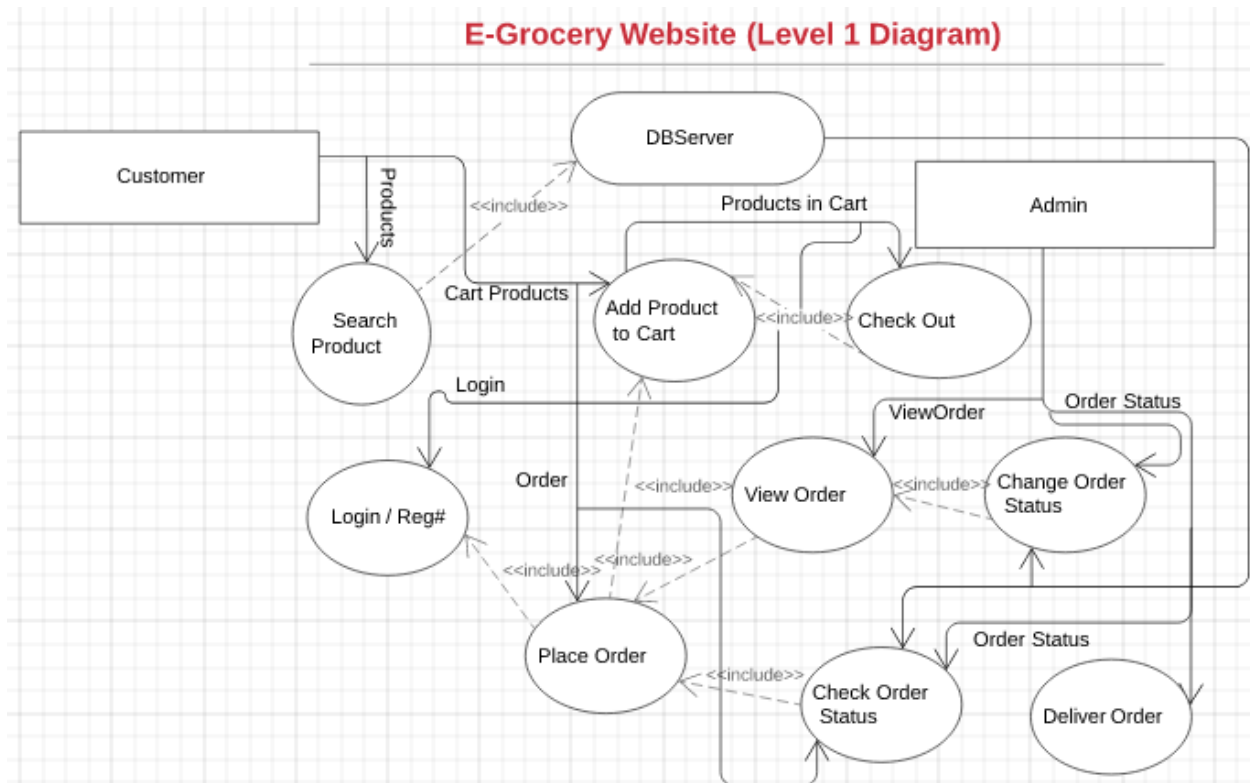 E-Grocery Website (Level 1 Diagram)
DBServer
Customer
Products
<<include>>
Products in Cart
Admin
Cart Products
Search
Product
Add Product
to Cart
<<include>>
Check Out
Login
ViewOrder
Order Status
Order
<<include>>
View Order
<<include>>
Change Order
Status
Login / Reg#
<<include>>
<<include>>
Place Order
Order Status
<<include>>
Check Order
Status
Deliver Order